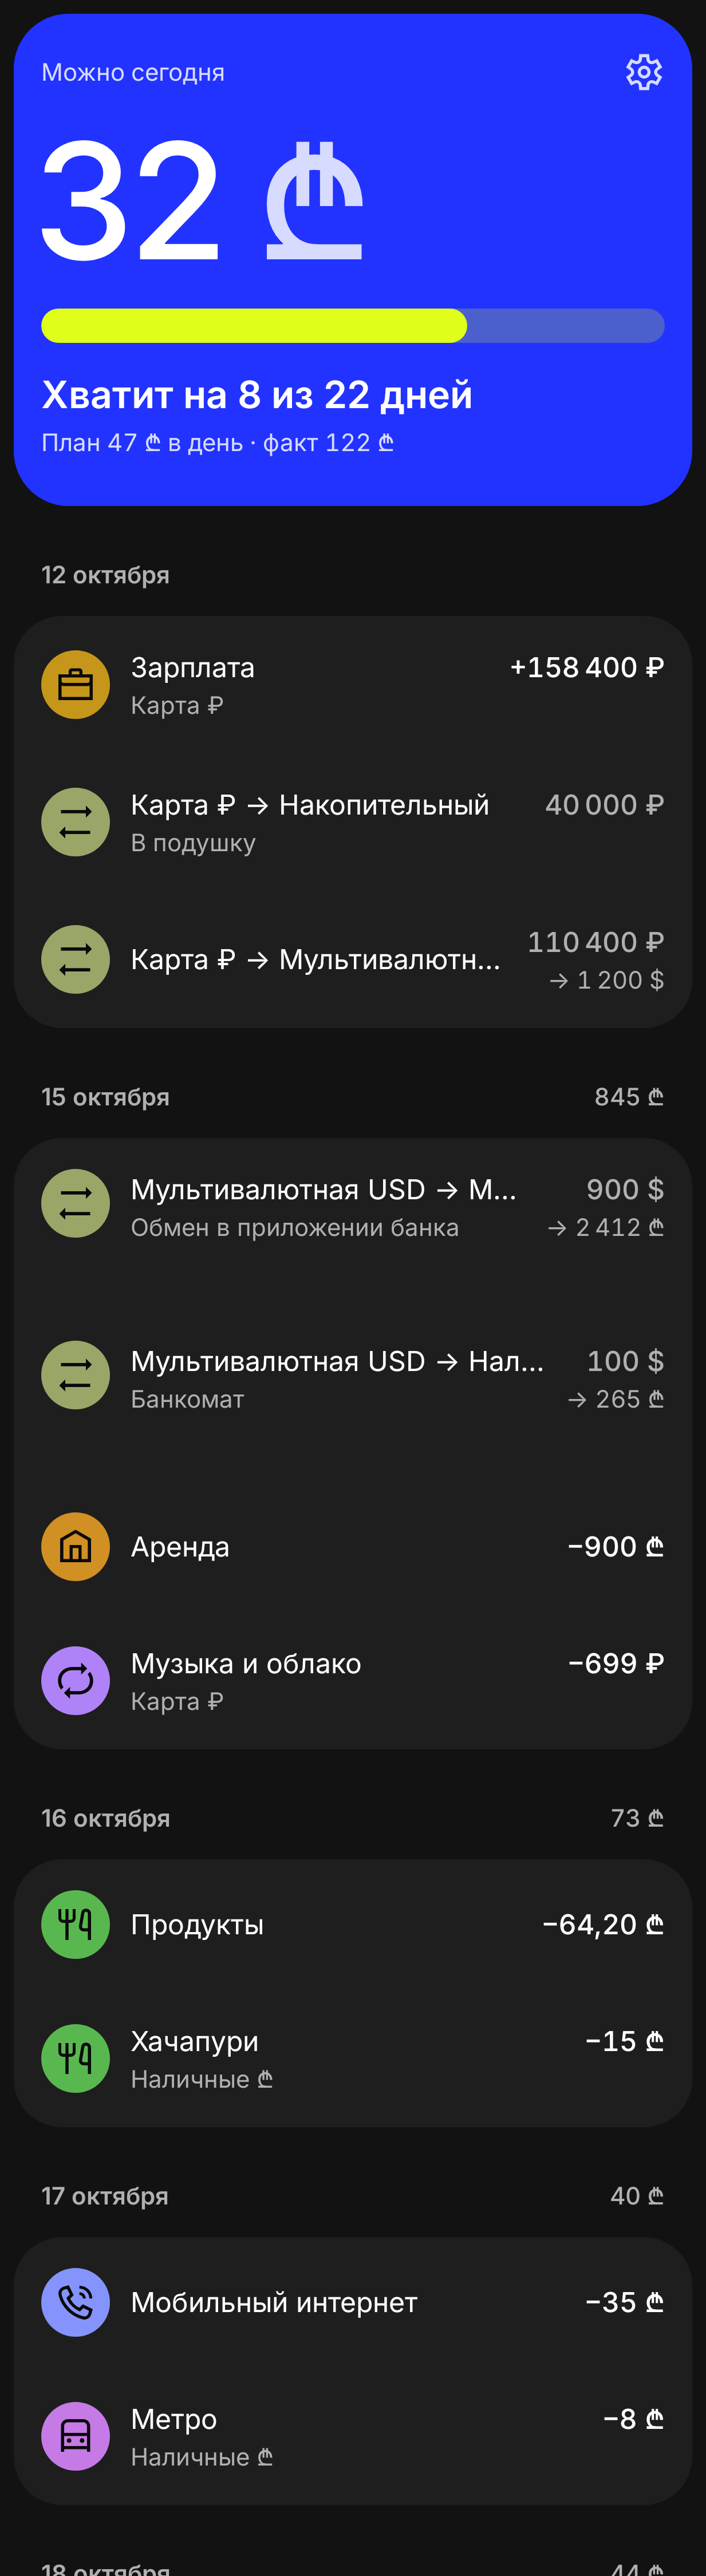 Можно сегодня
32 ₾
Хватит на 8 из 22 дней
План 47 ₾ в день · факт 122 ₾
12 октября
Зарплата
+158 400 ₽
Карта ₽
Карта ₽ → Накопительный
40 000 ₽
В подушку
Карта ₽ → Мультивалютн…
110 400 ₽
→ 1 200 $
15 октября
845 ₾
Мультивалютная USD → М…
900 $
Обмен в приложении банка
→ 2 412 ₾
Мультивалютная USD → Нал…
100 $
Банкомат
→ 265 ₾
Аренда
−900 ₾
Музыка и облако
−699 ₽
Карта ₽
16 октября
73 ₾
Продукты
−64,20 ₾
Хачапури
−15 ₾
Наличные ₾
17 октября
40 ₾
Мобильный интернет
−35 ₾
Метро
−8 ₾
Наличные ₾
18 октября
44 ₾